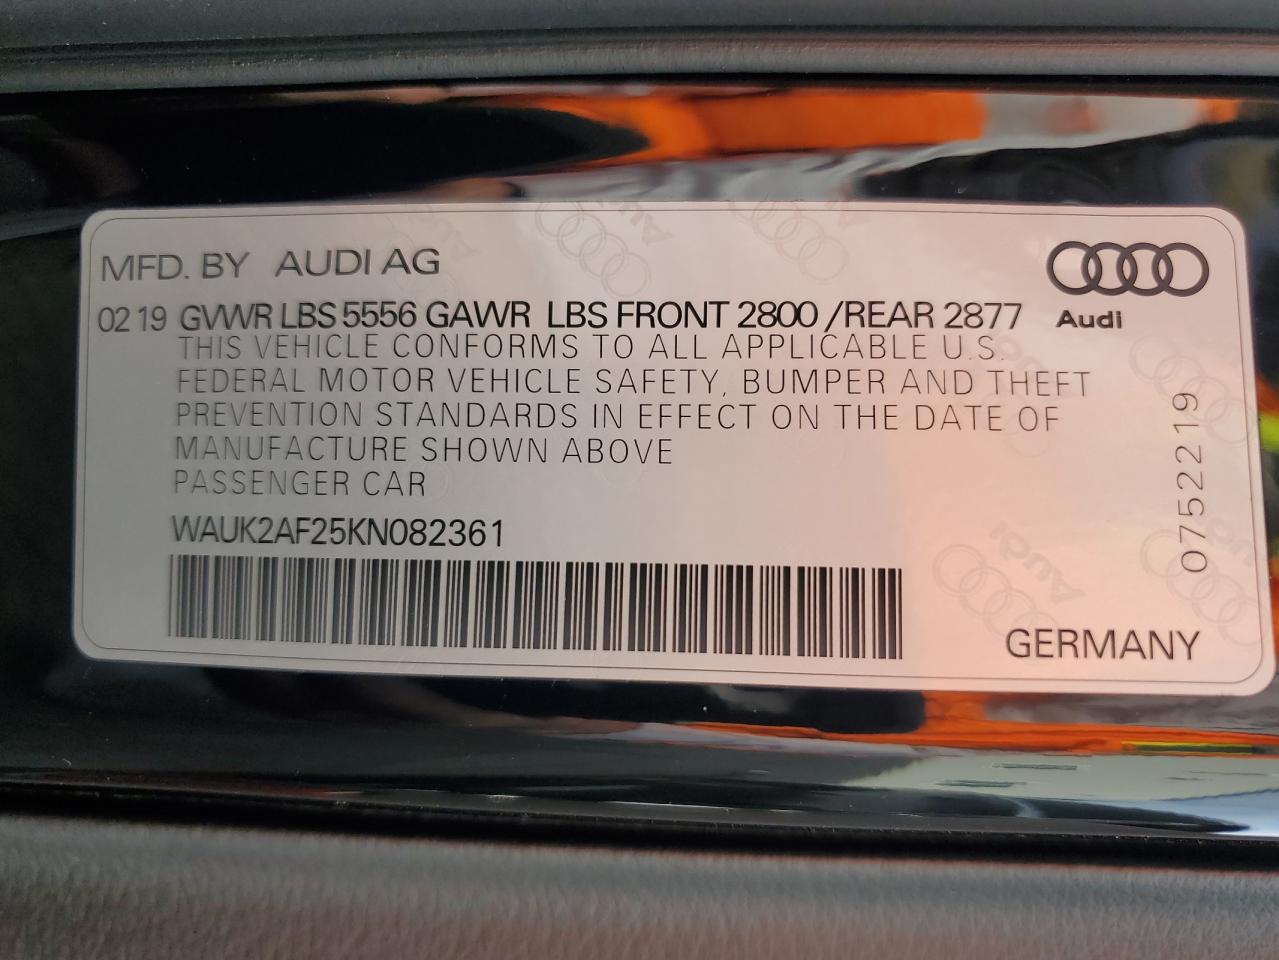 MFD. BY AUDI AG
02 19 GVWR LBS 5556 GAWR LBS FRONT 2800 /REAR 2877
Audi
THIS VEHICLE CONFORMS TO ALL APPLICABLE U.S.
FEDERAL MOTOR VEHICLE SAFETY, BUMPER AND THEFT
PREVENTION STANDARDS IN EFFECT ON THE DATE OF
MANUFACTURE SHOWN ABOVE
PASSENGER CAR
WAUK2AF25KN082361
0752219
GERMANY